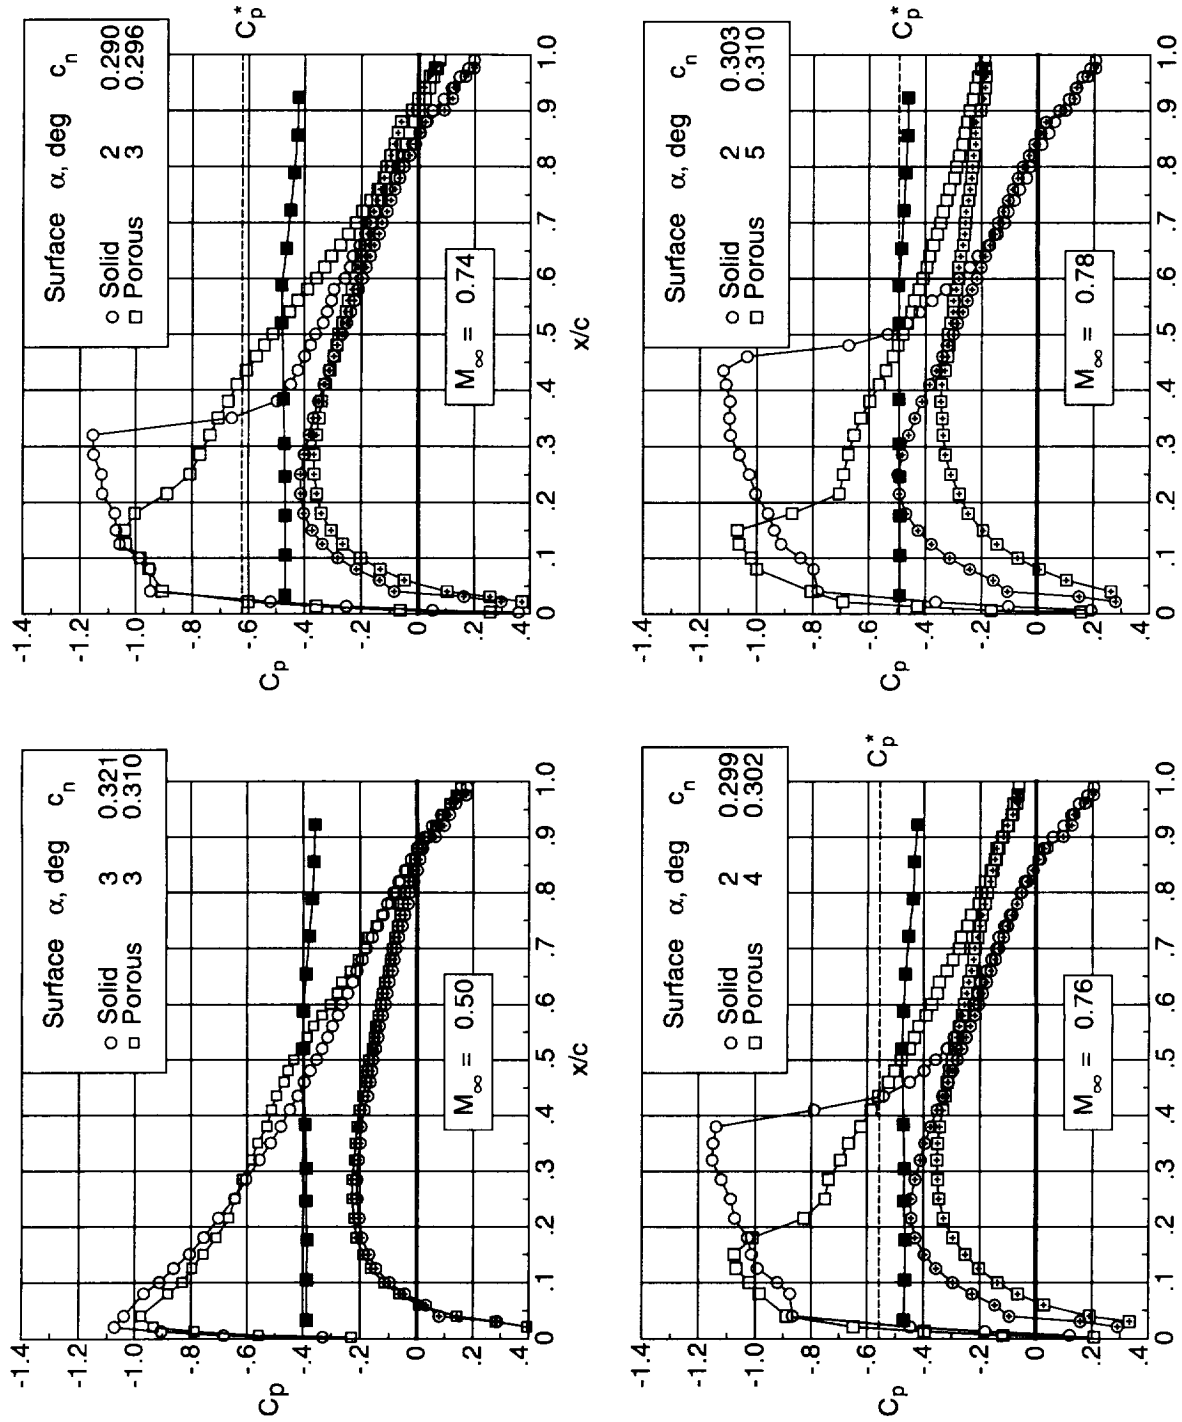 -1.4
-1.2
-1.0
-.8
-.6
-.4
-.2
0
.2
.4
C_p
Surface α, deg c_n
Solid 3 0.321
Porous 3 0.310
M_∞ = 0.50
0 .1 .2 .3 .4 .5 .6 .7 .8 .9 1.0
x/c
-1.4
-1.2
-1.0
-.8
-.6
-.4
-.2
0
.2
.4
C_p
Surface α, deg c_n
Solid 2 0.290
Porous 3 0.296
C_p*
M_∞ = 0.74
0 .1 .2 .3 .4 .5 .6 .7 .8 .9 1.0
x/c
-1.4
-1.2
-1.0
-.8
-.6
-.4
-.2
0
.2
.4
C_p
Surface α, deg c_n
Solid 2 0.299
Porous 4 0.302
C_p*
M_∞ = 0.76
0 .1 .2 .3 .4 .5 .6 .7 .8 .9 1.0
-1.4
-1.2
-1.0
-.8
-.6
-.4
-.2
0
.2
.4
C_p
Surface α, deg c_n
Solid 2 0.303
Porous 5 0.310
C_p*
M_∞ = 0.78
0 .1 .2 .3 .4 .5 .6 .7 .8 .9 1.0